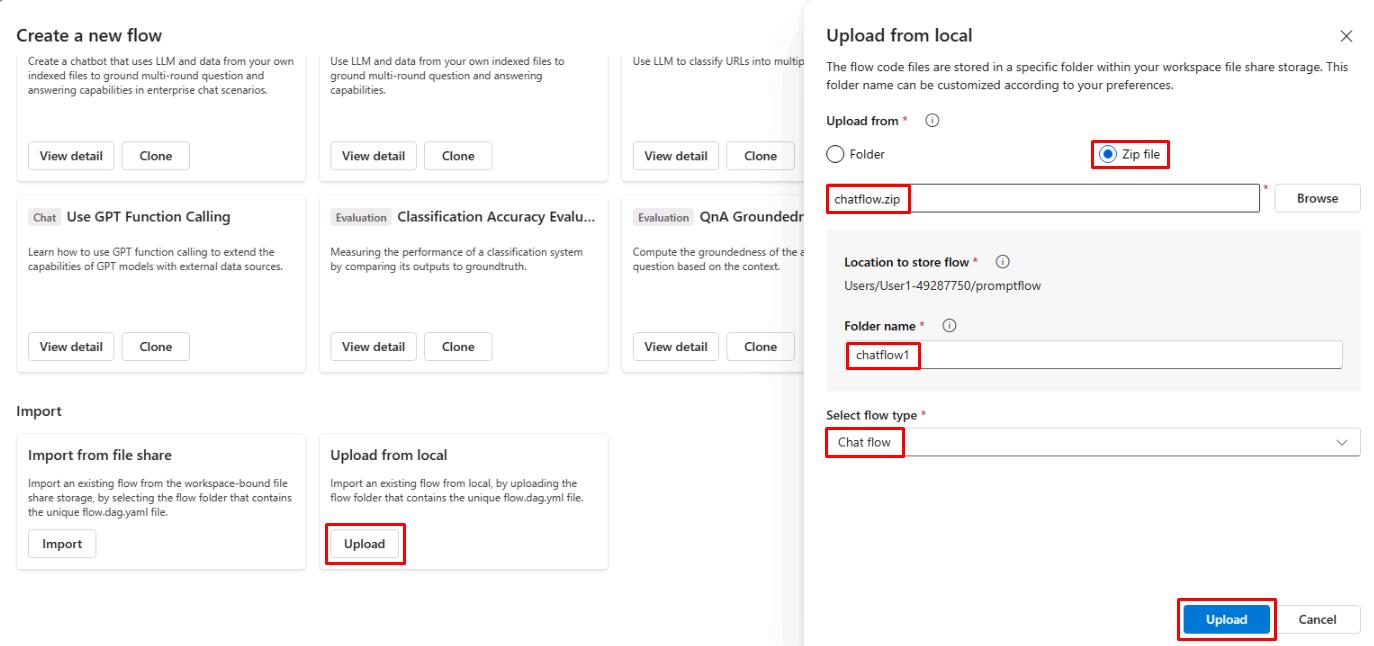 Create a new flow
Create a chatbot that uses LLM and data from your own
indexed files to ground multi-round question and
answering capabilities in enterprise chat scenarios.
View detail
Clone
Use LLM and data from your own indexed files to
ground multi-round question and answering
capabilities.
View detail
Clone
Use LLM to classify URLs into multip
View detail
Clone
Chat
Use GPT Function Calling
Learn how to use GPT function calling to extend the
capabilities of GPT models with external data sources.
View detail
Clone
Evaluation
Classification Accuracy Evalu...
Measuring the performance of a classification system
by comparing its outputs to groundtruth.
View detail
Clone
Evaluation
QnA Groundedn
Compute the groundedness of the a
question based on the context.
View detail
Clone
Import
Import from file share
Import an existing flow from the workspace-bound file
share storage, by selecting the flow folder that contains
the unique flow.dag.yaml file.
Import
Upload from local
Import an existing flow from local, by uploading the
flow folder that contains the unique flow.dag.yml file.
Upload
Upload from local
The flow code files are stored in a specific folder within your workspace file share storage. This
folder name can be customized according to your preferences.
Upload from *
Folder
Zip file
chatflow.zip
*
Browse
Location to store flow *
Users/User1-49287750/promptflow
Folder name *
chatflow1
Select flow type *
Chat flow
Upload
Cancel